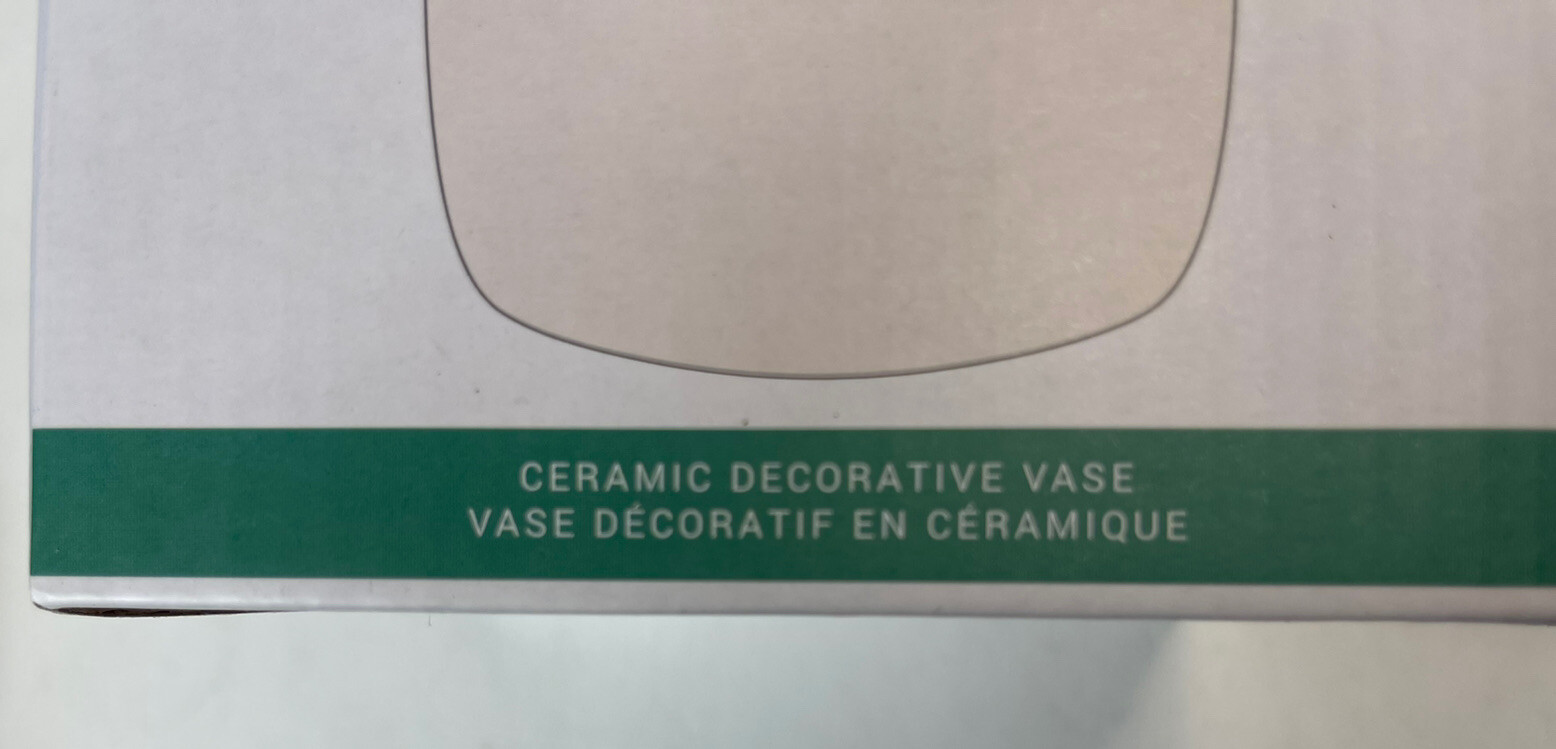 CERAMIC DECORATIVE VASE
VASE DÉCORATIF EN CÉRAMIQUE